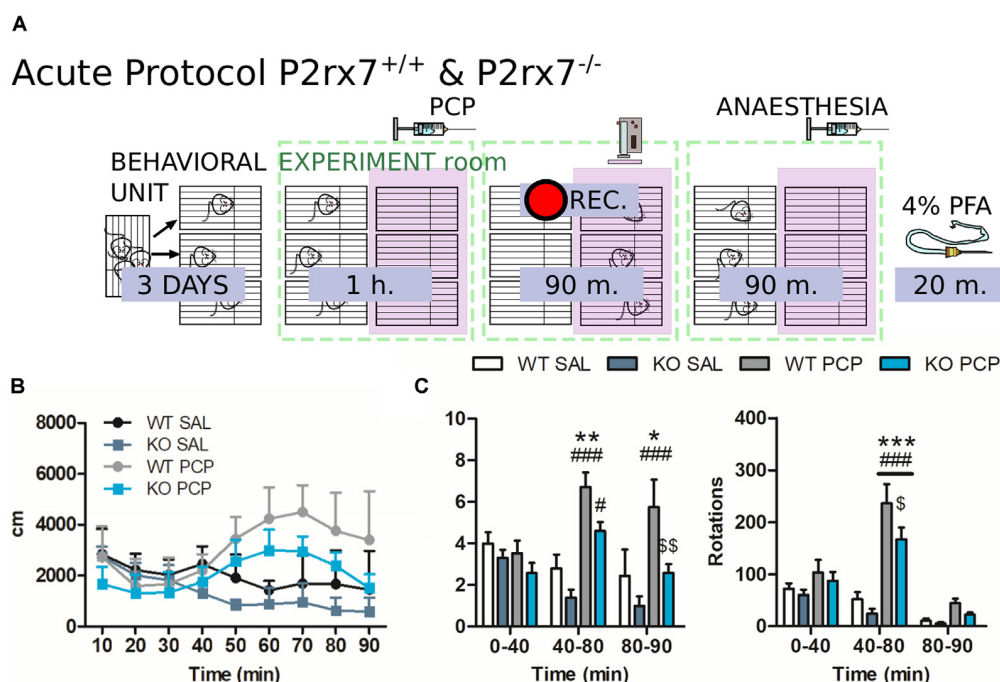 A
Acute Protocol P2rx7+/+ & P2rx7-/-
PCP
ANAESTHESIA
BEHAVIORAL UNIT
EXPERIMENT room
REC.
4% PFA
3 DAYS
1 h.
90 m.
90 m.
20 m.
WT SAL
KO SAL
WT PCP
KO PCP
B
WT SAL
KO SAL
WT PCP
KO PCP
8000
6000
4000
2000
0
cm
10 20 30 40 50 60 70 80 90
Time (min)
C
10
8
6
4
2
0
**
###
#
*
###
$$
0-40 40-80 80-90
Time (min)
Rotations
400
300
200
100
0
***
###
$
0-40 40-80 80-90
Time (min)